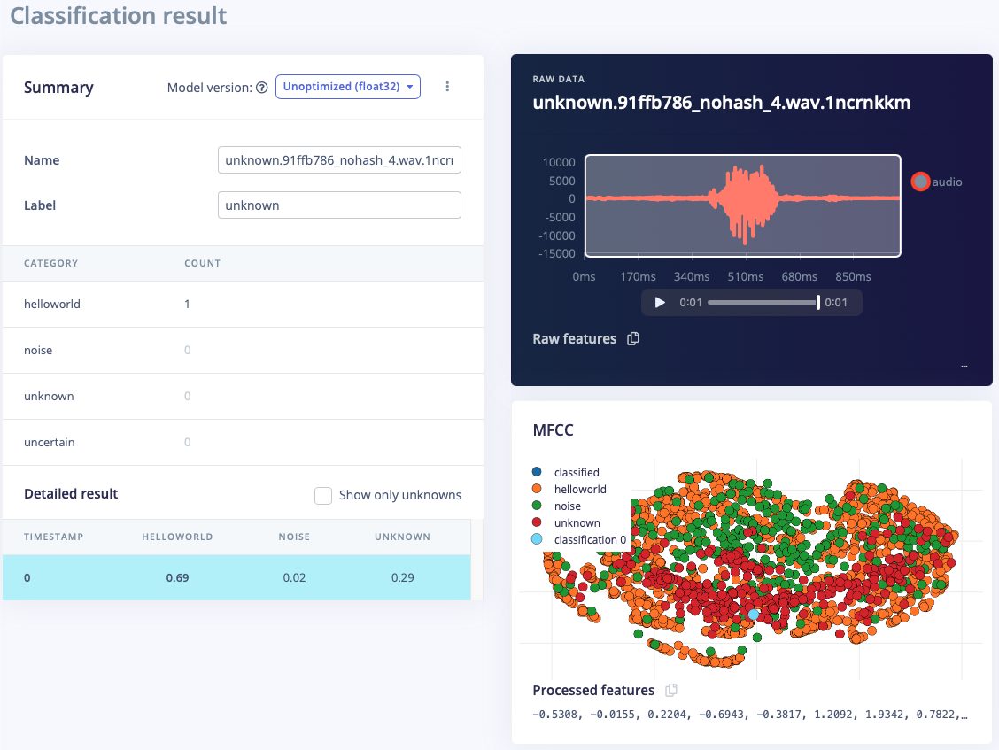 Classification result
Summary
Model version: ? Unoptimized (float32)
Name
unknown.91ffb786_nohash_4.wav.1ncrn
Label
unknown
CATEGORY COUNT
helloworld 1
noise 0
unknown 0
uncertain 0
Detailed result
Show only unknowns
TIMESTAMP HELLOWORLD NOISE UNKNOWN
0 0.69 0.02 0.29
RAW DATA
unknown.91ffb786_nohash_4.wav.1ncrnkkm
10000
5000
0
-5000
-10000
-15000
audio
0ms 170ms 340ms 510ms 680ms 850ms
0:01 0:01
Raw features
...
MFCC
classified
helloworld
noise
unknown
classification 0
Processed features
-0.5308, -0.0155, 0.2204, -0.6943, -0.3817, 1.2092, 1.9342, 0.7822,…